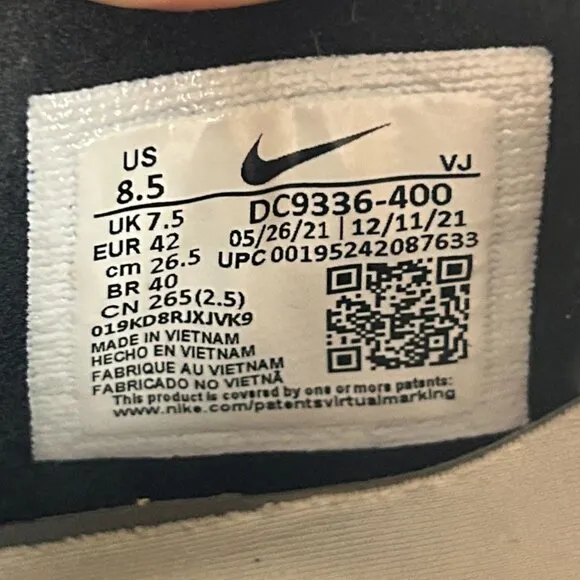 US
8.5
VJ
UK 7.5
DC9336-400
EUR 42
05/26/21 | 12/11/21
cm 26.5
UPC 00195242087633
BR 40
CN 265(2.5)
019KD8RJXJVK9
MADE IN VIETNAM
HECHO EN VIETNAM
FABRIQUE AU VIETNAM
FABRICADO NO VIETNÃ
This product is covered by one or more patents:
www.nike.com/patentsvirtualmarking